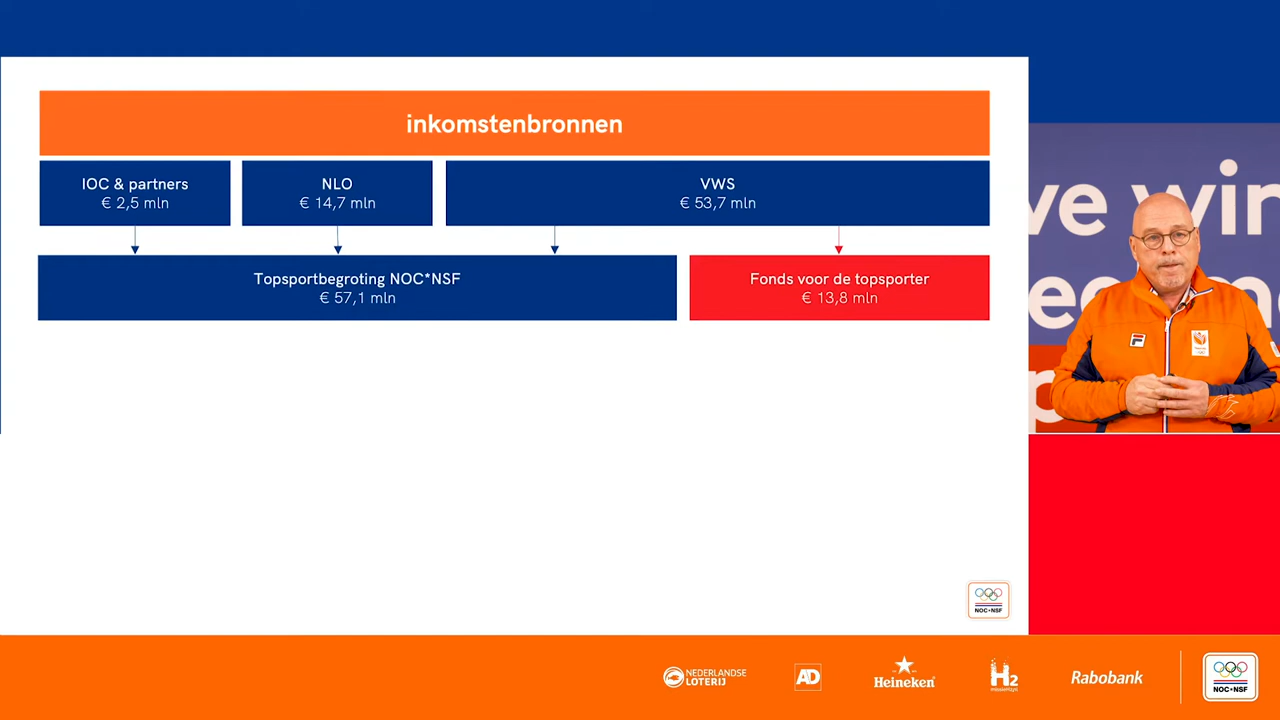 inkomstenbronnen
IOC & partners
€ 2,5 mln
NLO
€ 14,7 mln
VWS
€ 53,7 mln
Topsportbegroting NOC*NSF
€ 57,1 mln
Fonds voor de topsporter
€ 13,8 mln
NOC*NSF
NEDERLANDSE
LOTERIJ
AD
Heineken
H2
Rabobank
NOC*NSF